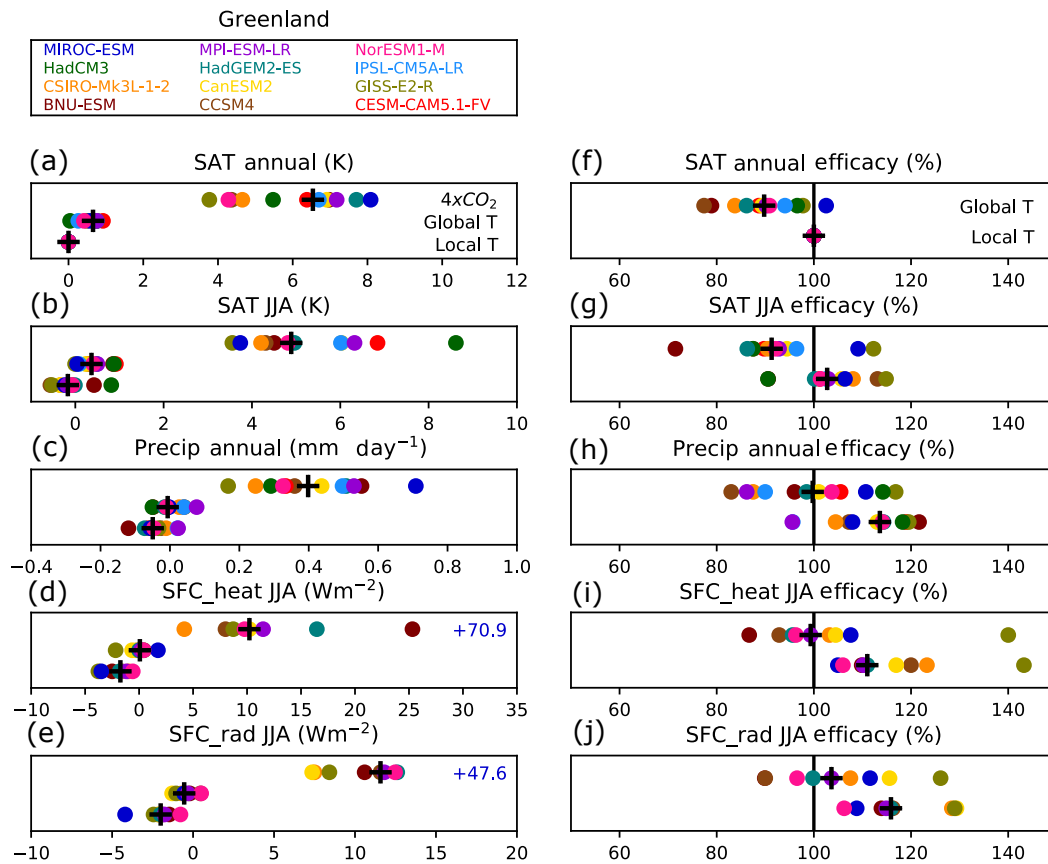 Greenland
MIROC-ESM MPI-ESM-LR NorESM1-M
HadCM3 HadGEM2-ES IPSL-CM5A-LR
CSIRO-Mk3L-1-2 CanESM2 GISS-E2-R
BNU-ESM CCSM4 CESM-CAM5.1-FV
(a) SAT annual (K)
4xCO₂
Global T
Local T
0 2 4 6 8 10 12
(b) SAT JJA (K)
0 2 4 6 8 10
(c) Precip annual (mm day⁻¹)
−0.4 −0.2 0.0 0.2 0.4 0.6 0.8 1.0
(d) SFC_heat JJA (Wm⁻²)
+70.9
−10 −5 0 5 10 15 20 25 30 35
(e) SFC_rad JJA (Wm⁻²)
+47.6
−10 −5 0 5 10 15 20
(f) SAT annual efficacy (%)
Global T
Local T
60 80 100 120 140
(g) SAT JJA efficacy (%)
60 80 100 120 140
(h) Precip annual efficacy (%)
60 80 100 120 140
(i) SFC_heat JJA efficacy (%)
60 80 100 120 140
(j) SFC_rad JJA efficacy (%)
60 80 100 120 140